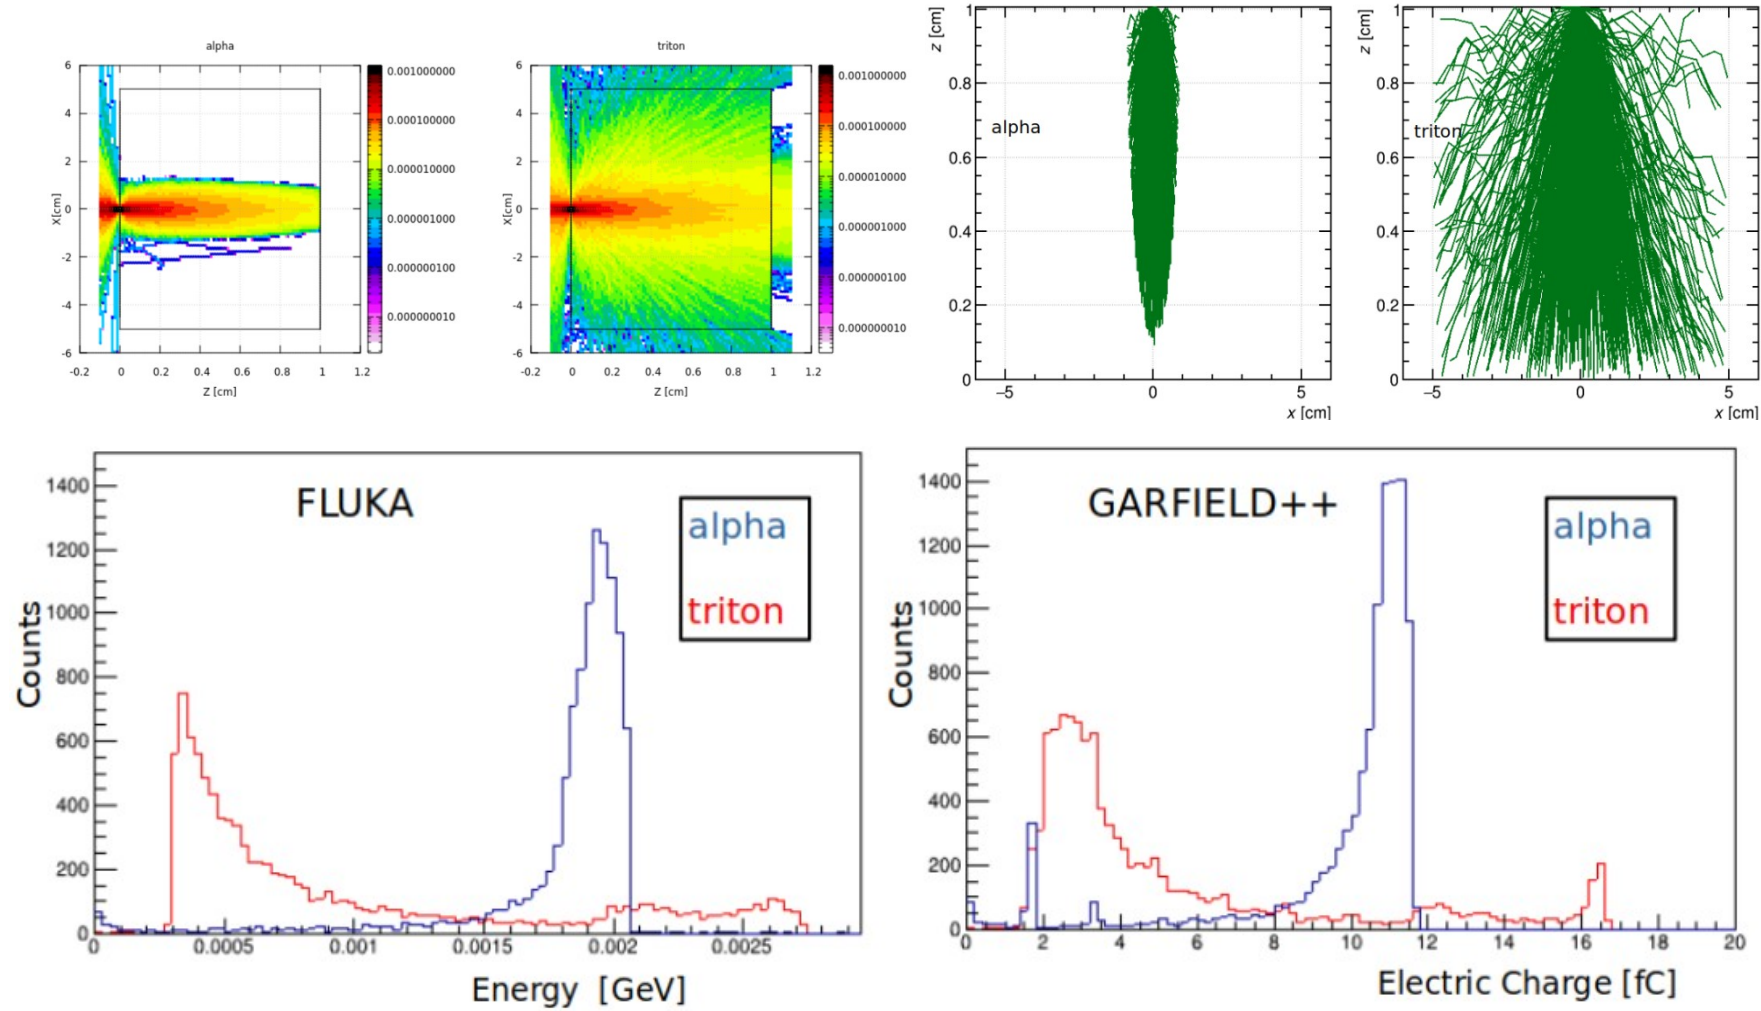 alpha
6
4
2
0
-2
-4
-6
X[cm]
-0.2 0 0.2 0.4 0.6 0.8 1 1.2
Z [cm]
0.001000000
0.000100000
0.000010000
0.000001000
0.000000100
0.000000010
triton
6
4
2
0
-2
-4
-6
X[cm]
-0.2 0 0.2 0.4 0.6 0.8 1 1.2
Z [cm]
0.001000000
0.000100000
0.000010000
0.000001000
0.000000100
0.000000010
z [cm]
1
0.8
0.6
0.4
0.2
0
alpha
−5 0 5
x [cm]
z [cm]
1
0.8
0.6
0.4
0.2
0
triton
−5 0 5
x [cm]
FLUKA
alpha
triton
Counts
1400
1200
1000
800
600
400
200
0
0 0.0005 0.001 0.0015 0.002 0.0025
Energy [GeV]
GARFIELD++
alpha
triton
Counts
1400
1200
1000
800
600
400
200
0
0 2 4 6 8 10 12 14 16 18 20
Electric Charge [fC]